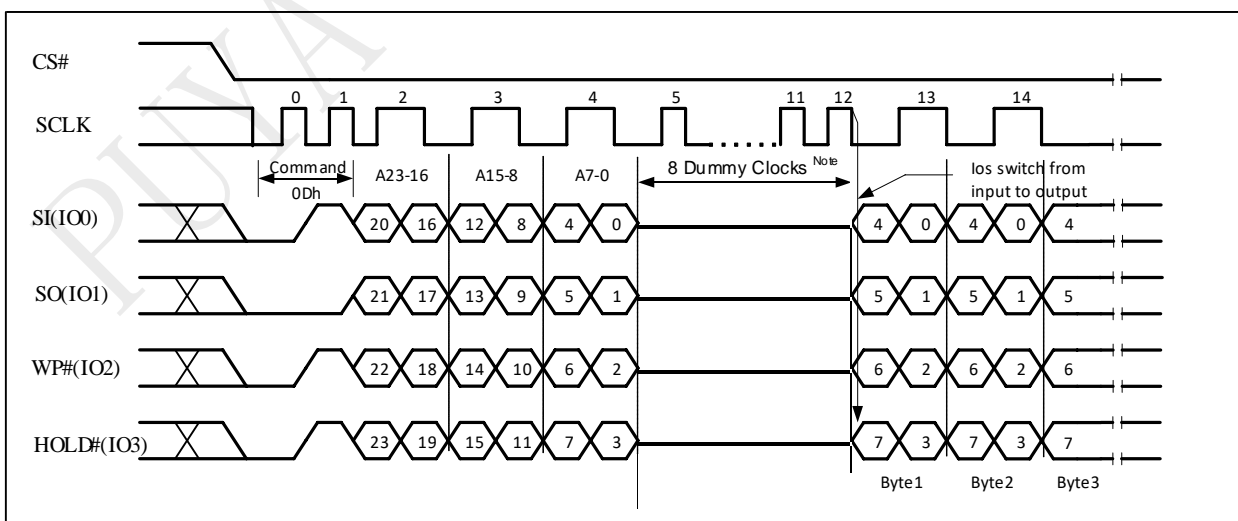 PUYA
CS#
SCLK
0 1 2 3 4 5 11 12 13 14
Command
0Dh
A23-16 A15-8 A7-0
8 Dummy Clocks Note
Ios switch from
input to output
SI(IO0)
20 16 12 8 4 0 4 0 4 0 4
SO(IO1)
21 17 13 9 5 1 5 1 5 1 5
WP#(IO2)
22 18 14 10 6 2 6 2 6 2 6
HOLD#(IO3)
23 19 15 11 7 3 7 3 7 3 7
Byte1 Byte2 Byte3